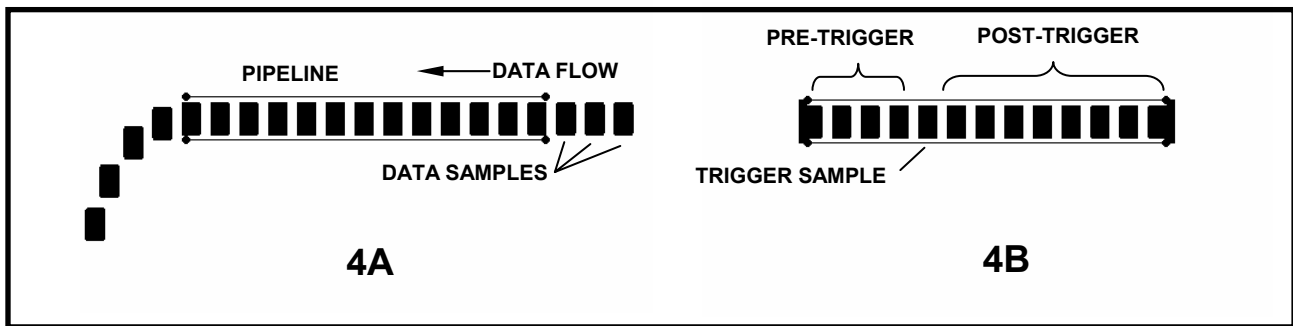 PIPELINE
DATA FLOW
DATA SAMPLES
4A
PRE-TRIGGER
POST-TRIGGER
TRIGGER SAMPLE
4B